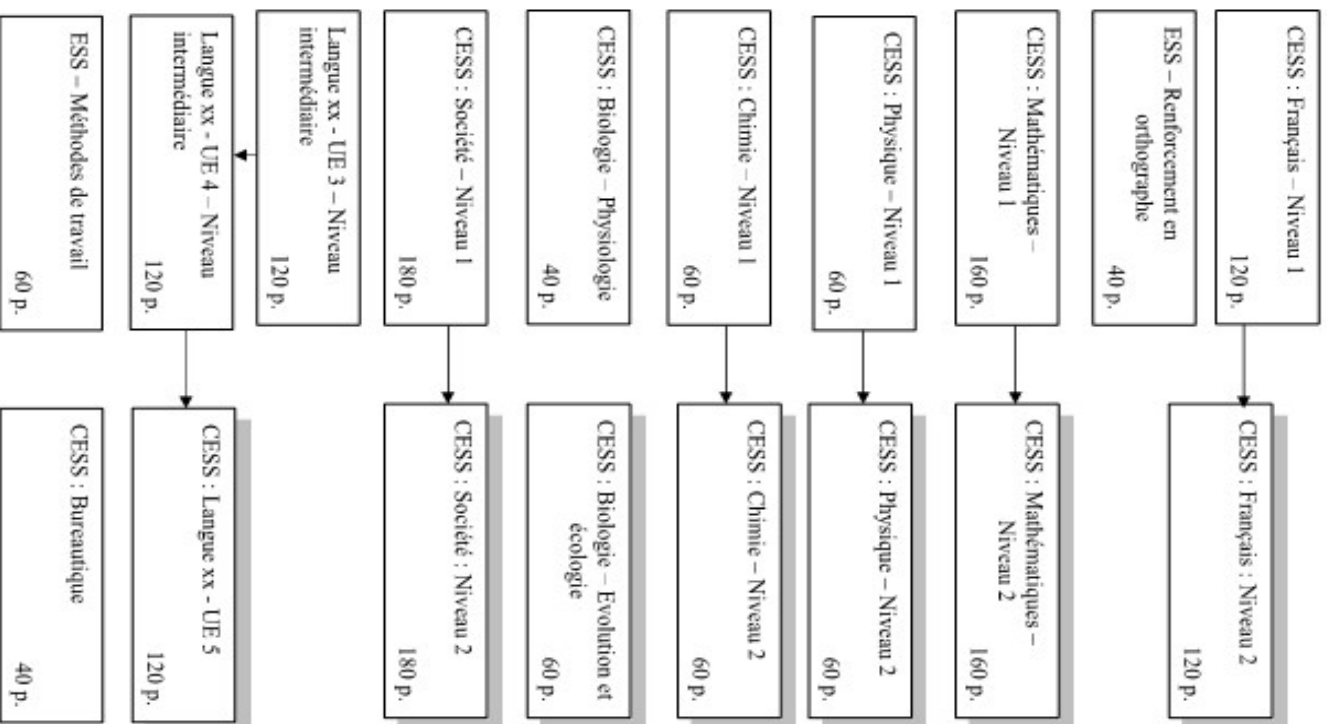 CESS : Français – Niveau 1
120 p.
CESS : Français : Niveau 2
120 p.
ESS – Renforcement en
orthographe
40 p.
CESS : Mathématiques –
Niveau 1
160 p.
CESS : Mathématiques –
Niveau 2
160 p.
CESS : Physique – Niveau 1
60 p.
CESS : Physique – Niveau 2
60 p.
CESS : Chimie – Niveau 1
60 p.
CESS : Chimie – Niveau 2
60 p.
CESS : Biologie – Physiologie
40 p.
CESS : Biologie – Evolution et
écologie
60 p.
CESS : Société – Niveau 1
180 p.
CESS : Société : Niveau 2
180 p.
Langue xx - UE 3 – Niveau
intermédiaire
120 p.
Langue xx - UE 4 – Niveau
intermédiaire
120 p.
CESS : Langue xx - UE 5
120 p.
ESS – Méthodes de travail
60 p.
CESS : Bureautique
40 p.